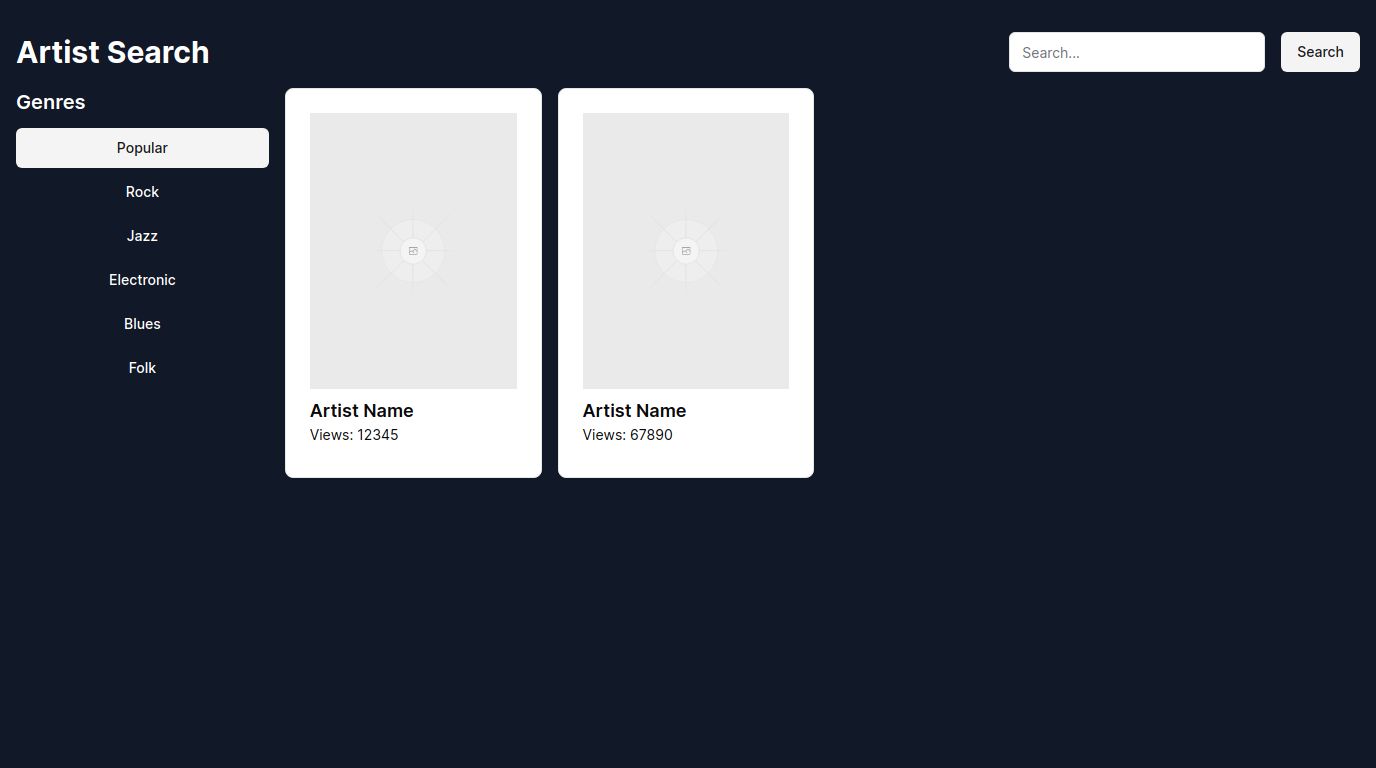 Artist Search
Search...
Search
Genres
Popular
Rock
Jazz
Electronic
Blues
Folk
Artist Name
Views: 12345
Artist Name
Views: 67890